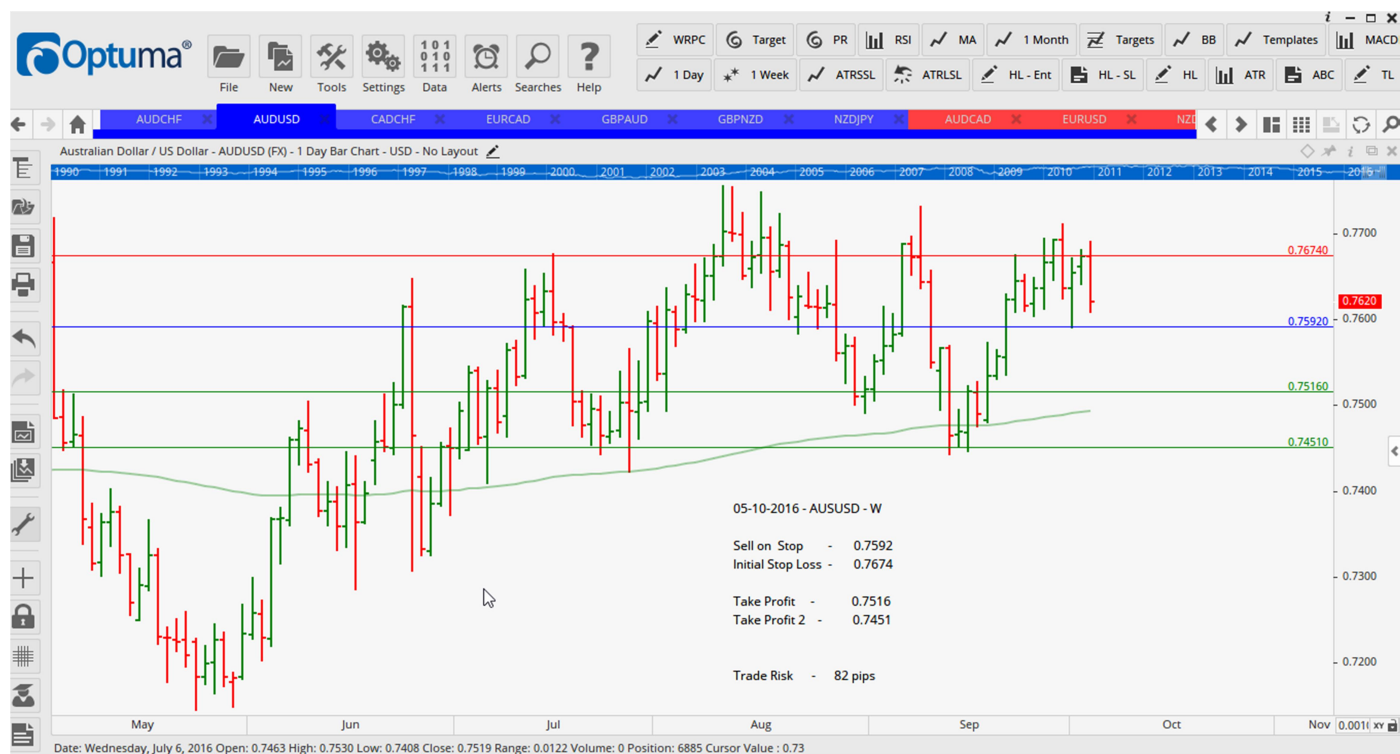 i
Optuma®
File
New
Tools
Settings
101
010
111
Data
Alerts
Searches
?
Help
WRPC
Target
PR
RSI
MA
1 Month
Targets
BB
Templates
MACD
1 Day
1 Week
ATRSSL
ATRLSL
HL - Ent
HL - SL
HL
ATR
ABC
TL
AUDCHF
AUDUSD
CADCHF
EURCAD
GBPAUD
GBPNZD
NZDJPY
AUDCAD
EURUSD
Australian Dollar / US Dollar - AUDUSD (FX) - 1 Day Bar Chart - USD - No Layout
1990 1991 1992 1993 1994 1995 1996 1997 1998 1999 2000 2001 2002 2003 2004 2005 2006 2007 2008 2009 2010 2011 2012 2013 2014 2015 2016
0.7700
0.76740
0.7620
0.7600
0.75920
0.75160
0.7500
0.74510
0.7400
0.7300
0.7200
05-10-2016 - AUSUSD - W
Sell on Stop - 0.7592
Initial Stop Loss - 0.7674
Take Profit - 0.7516
Take Profit 2 - 0.7451
Trade Risk - 82 pips
May Jun Jul Aug Sep Oct Nov
XY
Date: Wednesday, July 6, 2016 Open: 0.7463 High: 0.7530 Low: 0.7408 Close: 0.7519 Range: 0.0122 Volume: 0 Position: 6885 Cursor Value : 0.73